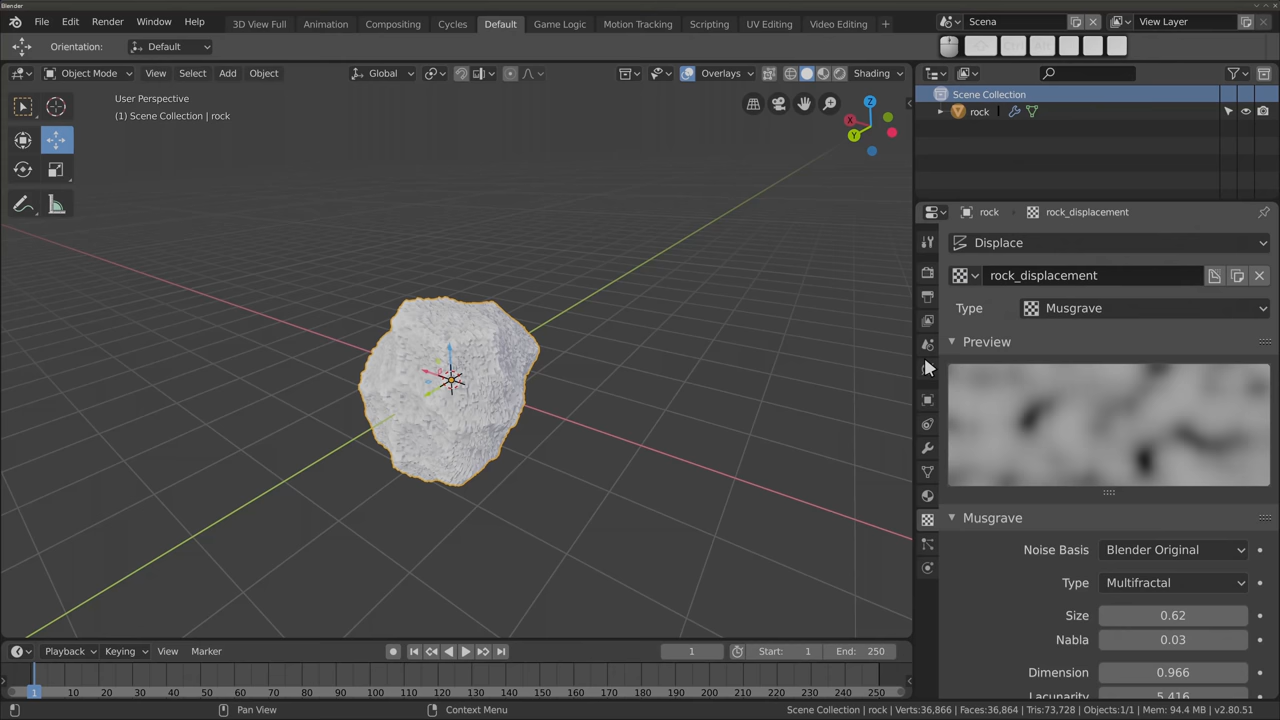 Blender
File Edit Render Window Help
3D View Full Animation Compositing Cycles Default Game Logic Motion Tracking Scripting UV Editing Video Editing +
Scena
View Layer
Orientation: Default
Object Mode View Select Add Object
Global
Overlays
Shading
User Perspective
(1) Scene Collection | rock
Z
X
Y
Scene Collection
rock
rock rock_displacement
Displace
rock_displacement
Type Musgrave
Preview
Musgrave
Noise Basis Blender Original
Type Multifractal
Size 0.62
Nabla 0.03
Dimension 0.966
Lacunarity 5.416
Playback Keying View Marker
1
Start: 1
End: 250
1 10 20 30 40 50 60 70 80 90 100 110 120 130 140 150 160 170 180 190 200 210 220 230 240 250
Pan View
Context Menu
Scene Collection | rock | Verts:36,866 | Faces:36,864 | Tris:73,728 | Objects:1/1 | Mem: 94.4 MB | v2.80.51